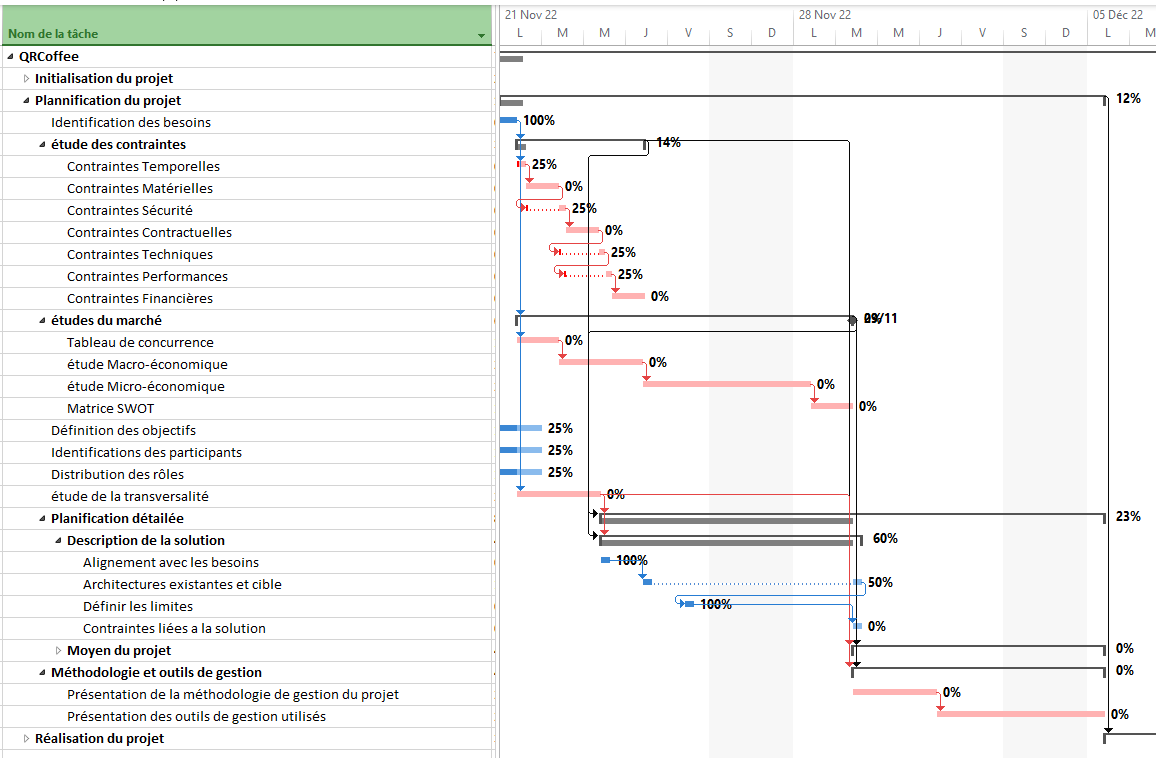 21 Nov 22 28 Nov 22 05 Déc 22
Nom de la tâche L M M J V S D L M M J V S D L M
QRCoffee
Initialisation du projet
Plannification du projet 12%
Identification des besoins 100%
étude des contraintes 14%
Contraintes Temporelles 25%
Contraintes Matérielles 0%
Contraintes Sécurité 25%
Contraintes Contractuelles 0%
Contraintes Techniques 25%
Contraintes Performances 25%
Contraintes Financières 0%
études du marché
Tableau de concurrence 0%
étude Macro-économique 0%
étude Micro-économique 0%
Matrice SWOT 0%
Définition des objectifs 25%
Identifications des participants 25%
Distribution des rôles 25%
étude de la transversalité 0%
Planification détaillée 23%
Description de la solution 60%
Alignement avec les besoins 100%
Architectures existantes et cible 50%
Définir les limites 100%
Contraintes liées a la solution 0%
Moyen du projet 0%
Méthodologie et outils de gestion 0%
Présentation de la méthodologie de gestion du projet 0%
Présentation des outils de gestion utilisés 0%
Réalisation du projet